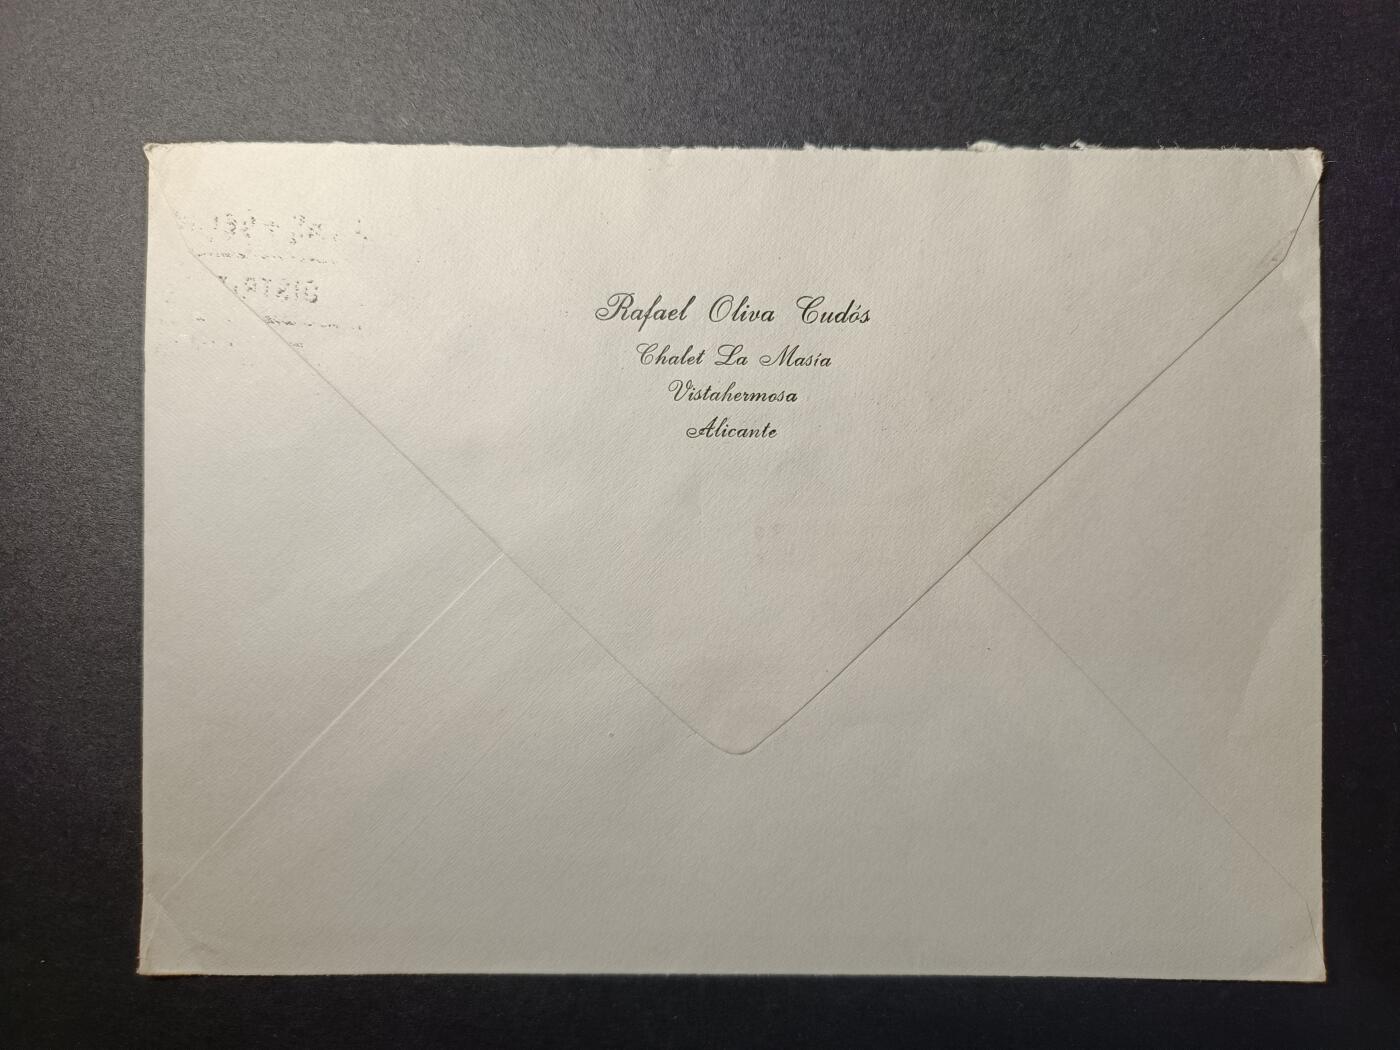 Rafael Oliva Cudós
Chalet La Masía
Vistahermosa
Alicante